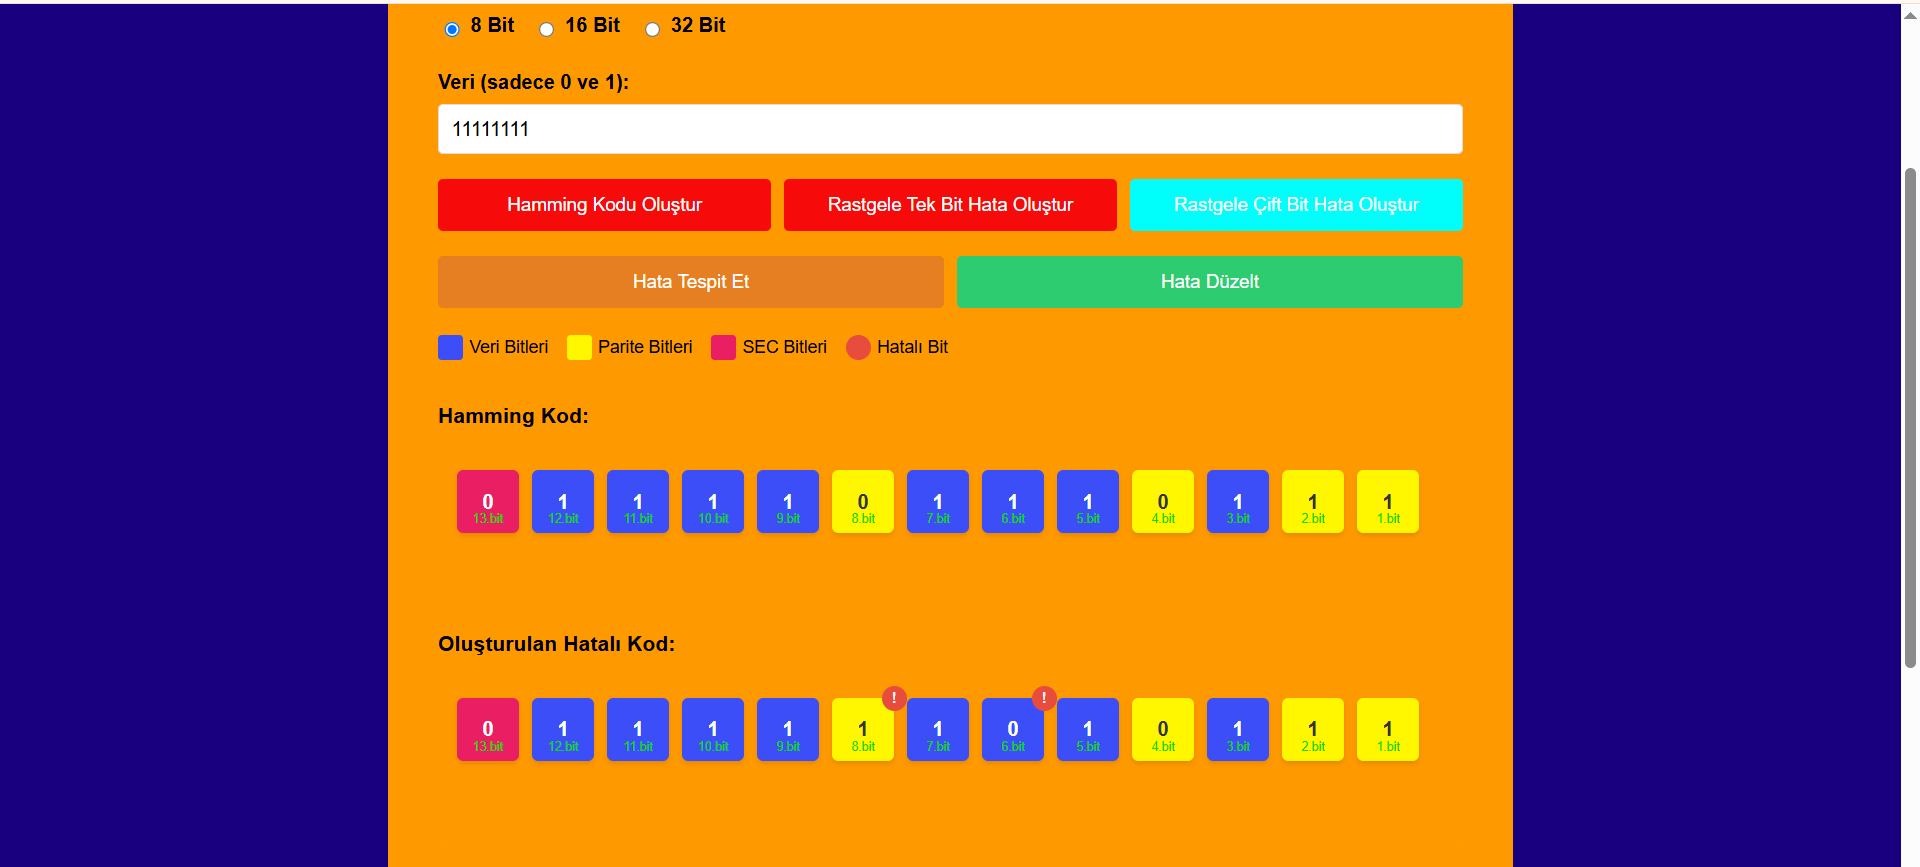 8 Bit 16 Bit 32 Bit
Veri (sadece 0 ve 1):
11111111
Hamming Kodu Oluştur Rastgele Tek Bit Hata Oluştur Rastgele Çift Bit Hata Oluştur
Hata Tespit Et Hata Düzelt
Veri Bitleri Parite Bitleri SEC Bitleri Hatalı Bit
Hamming Kod:
0 1 1 1 1 0 1 1 1 0 1 1 1
13.bit 12.bit 11.bit 10.bit 9.bit 8.bit 7.bit 6.bit 5.bit 4.bit 3.bit 2.bit 1.bit
Oluşturulan Hatalı Kod:
! !
0 1 1 1 1 1 1 0 1 0 1 1 1
13.bit 12.bit 11.bit 10.bit 9.bit 8.bit 7.bit 6.bit 5.bit 4.bit 3.bit 2.bit 1.bit